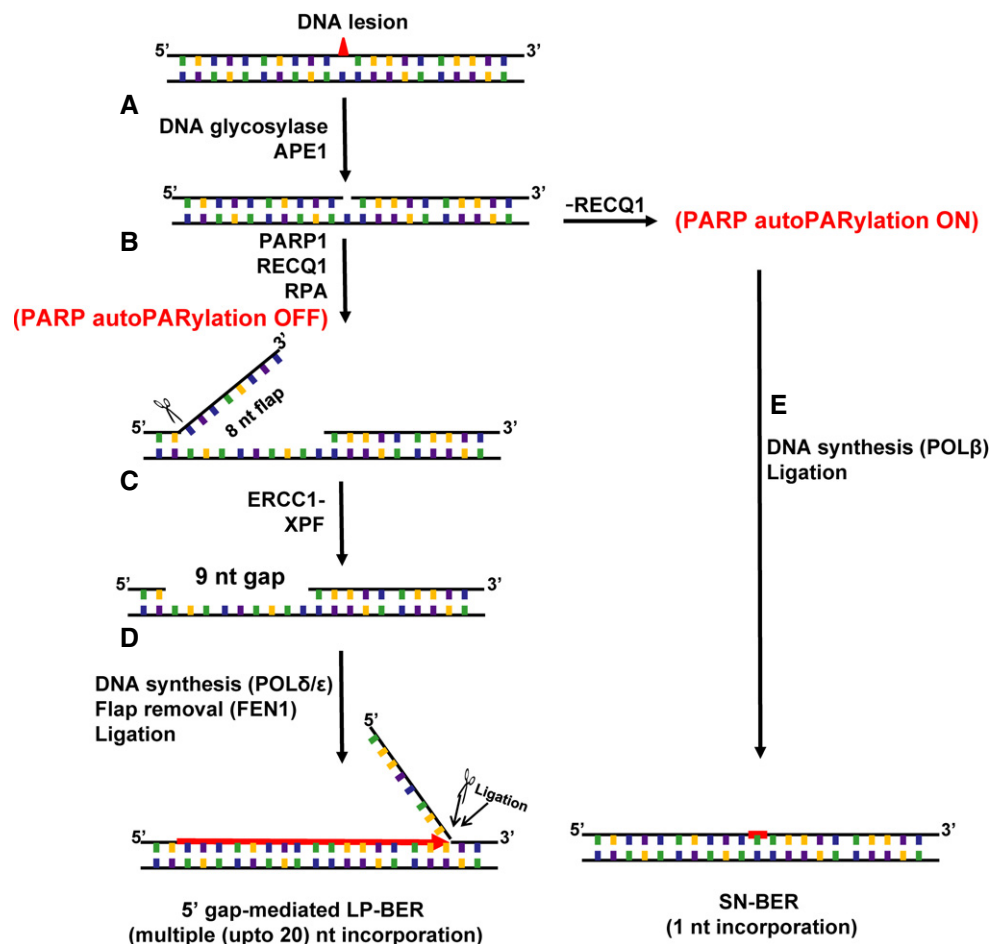 DNA lesion
5’ 3’
A
DNA glycosylase
APE1
5’ 3’
–RECQ1
(PARP autoPARylation ON)
B
PARP1
RECQ1
RPA
(PARP autoPARylation OFF)
3’
8 nt flap
5’ 3’
C
ERCC1-
XPF
9 nt gap
5’ 3’
D
DNA synthesis (POLδ/ε)
Flap removal (FEN1)
Ligation
5’
Ligation
5’ 3’
5’ gap-mediated LP-BER
(multiple (upto 20) nt incorporation)
E
DNA synthesis (POLβ)
Ligation
5’ 3’
SN-BER
(1 nt incorporation)